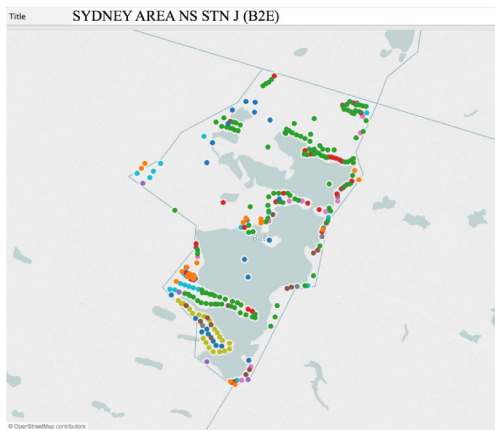 Title
SYDNEY AREA NS STN J (B2E)
B2E
© OpenStreetMap contributors